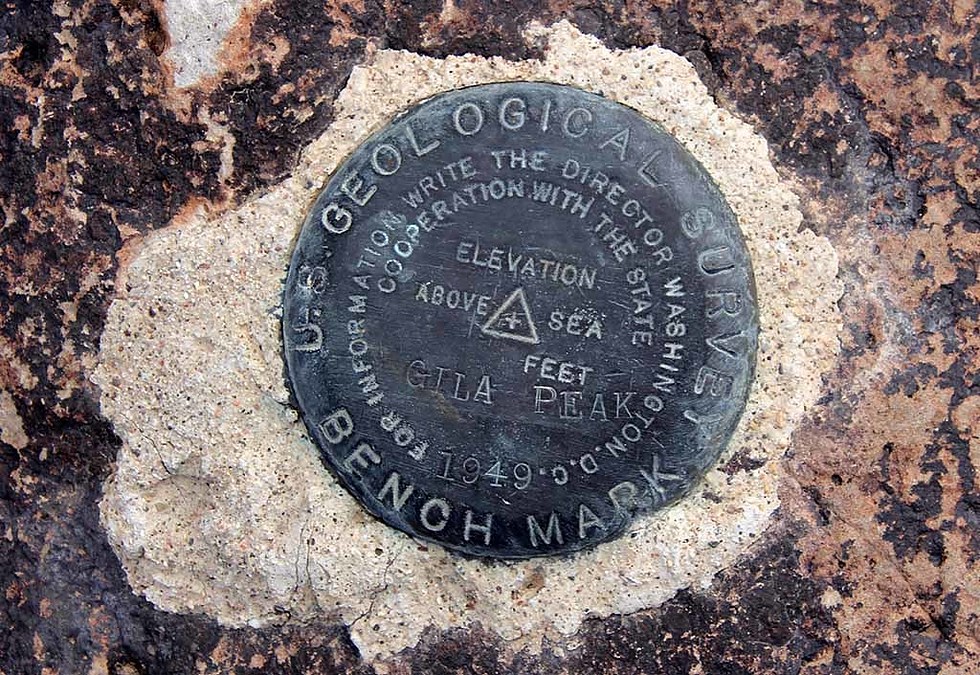 U.S. GEOLOGICAL SURVEY
FOR INFORMATION, WRITE THE DIRECTOR WASHINGTON. D.C.
COOPERATION WITH THE STATE
ELEVATION
ABOVE SEA
FEET
GILA PEAK
1949
BENCH MARK